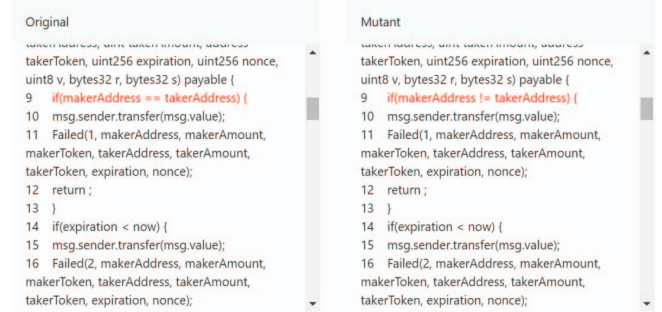 Original
takerToken, uint256 expiration, uint256 nonce,
uint8 v, bytes32 r, bytes32 s) payable {
9 if(makerAddress == takerAddress) {
10 msg.sender.transfer(msg.value);
11 Failed(1, makerAddress, makerAmount,
makerToken, takerAddress, takerAmount,
takerToken, expiration, nonce);
12 return ;
13 }
14 if(expiration < now) {
15 msg.sender.transfer(msg.value);
16 Failed(2, makerAddress, makerAmount,
makerToken, takerAddress, takerAmount,
takerToken, expiration, nonce);
Mutant
takerToken, uint256 expiration, uint256 nonce,
uint8 v, bytes32 r, bytes32 s) payable {
9 if(makerAddress != takerAddress) {
10 msg.sender.transfer(msg.value);
11 Failed(1, makerAddress, makerAmount,
makerToken, takerAddress, takerAmount,
takerToken, expiration, nonce);
12 return ;
13 }
14 if(expiration < now) {
15 msg.sender.transfer(msg.value);
16 Failed(2, makerAddress, makerAmount,
makerToken, takerAddress, takerAmount,
takerToken, expiration, nonce);